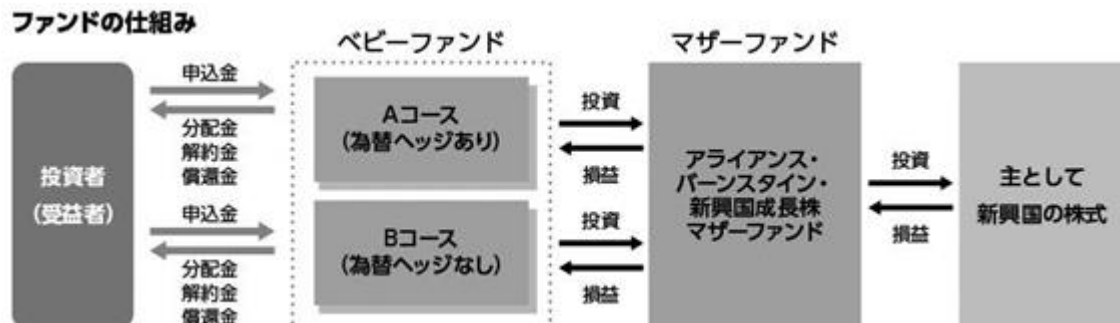 ファンドの仕組み
ベビーファンド
マザーファンド
投資者
(受益者)
申込金
分配金
解約金
償還金
申込金
分配金
解約金
償還金
Aコース
(為替ヘッジあり)
Bコース
(為替ヘッジなし)
投資
損益
投資
損益
アライアンス・
バーンスタイン・
新興国成長株
マザーファンド
投資
損益
主として
新興国の株式